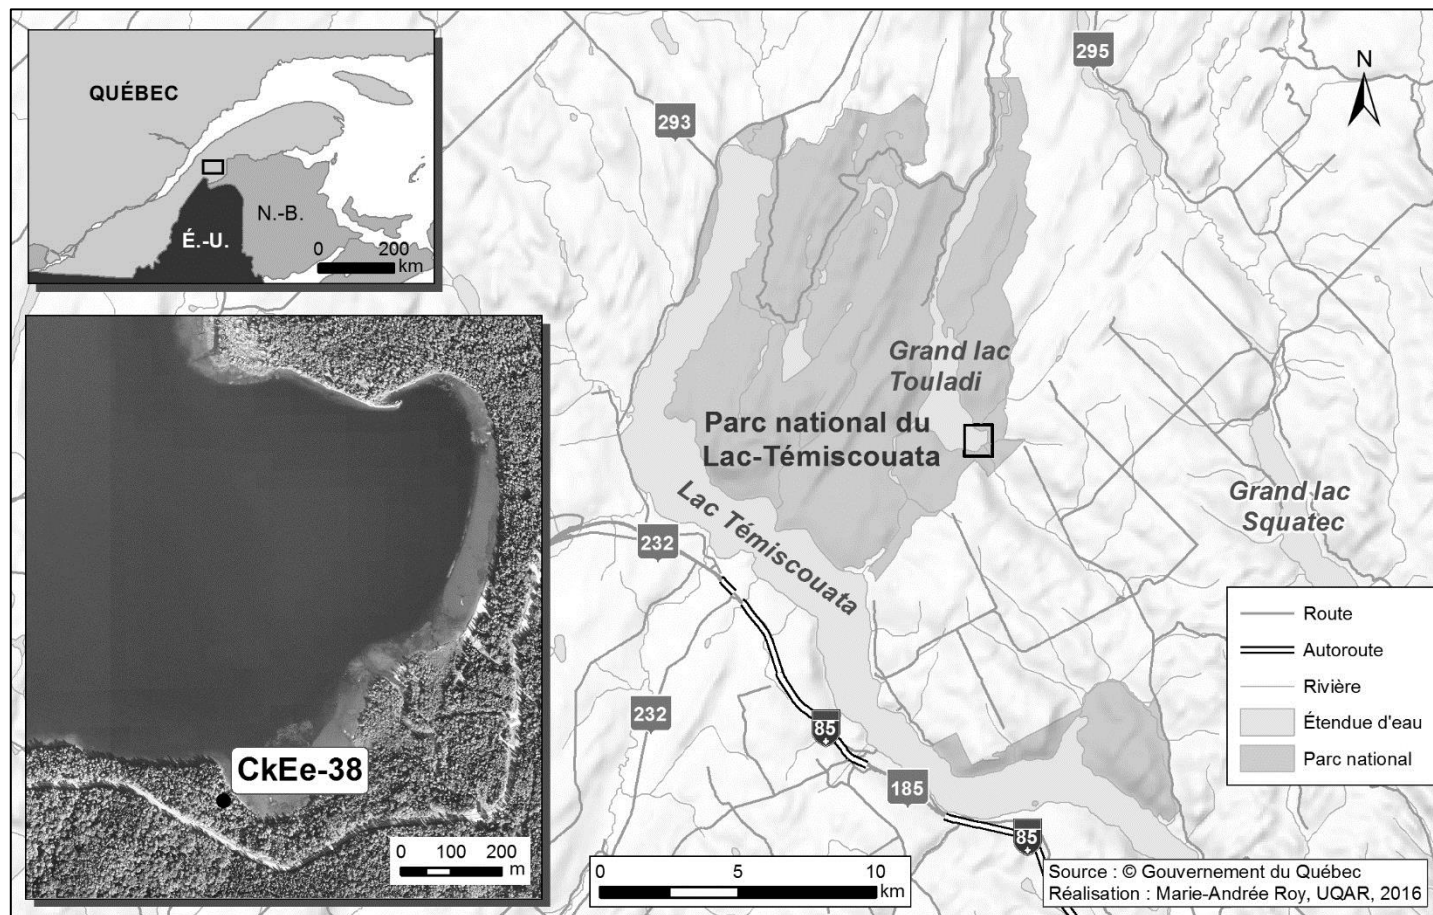 QUÉBEC
N.-B.
É.-U.
0 200
km
293
295
N
Grand lac
Touladi
Parc national du
Lac-Témiscouata
Lac Témiscouata
Grand lac
Squatec
232
232
85
185
85
CkEe-38
0 100 200
m
0 5 10
km
Route
Autoroute
Rivière
Étendue d'eau
Parc national
Source : © Gouvernement du Québec
Réalisation : Marie-Andrée Roy, UQAR, 2016